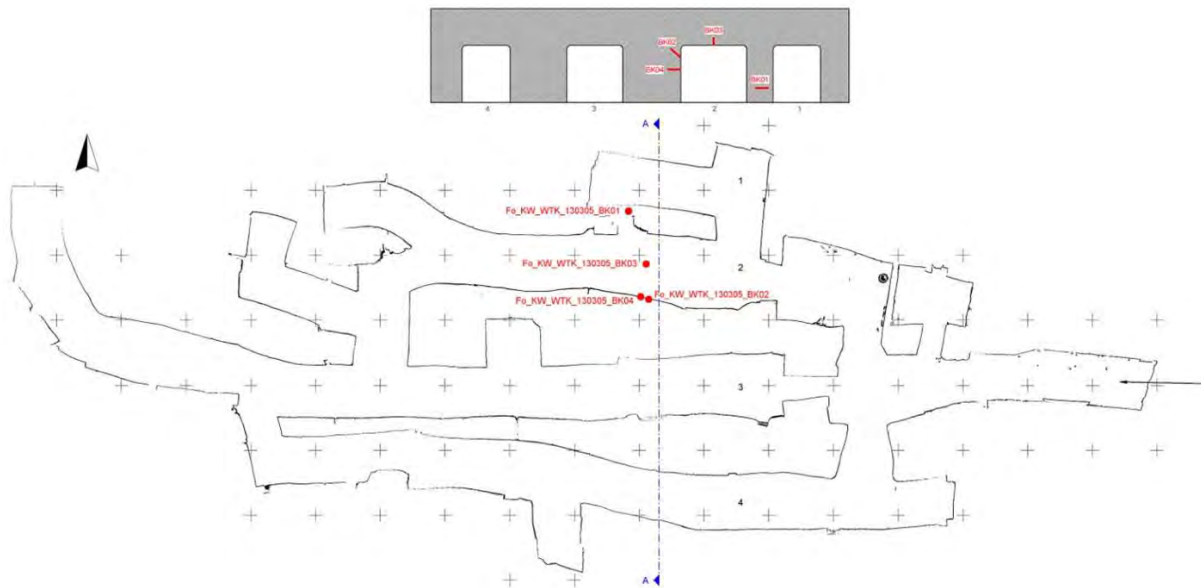 BK03
BK02
BK04
BK01
4
3
2
1
A
1
Fo_KW_WTK_130305_BK01
2
Fo_KW_WTK_130305_BK03
Fo_KW_WTK_130305_BK04
Fo_KW_WTK_130305_BK02
3
4
A